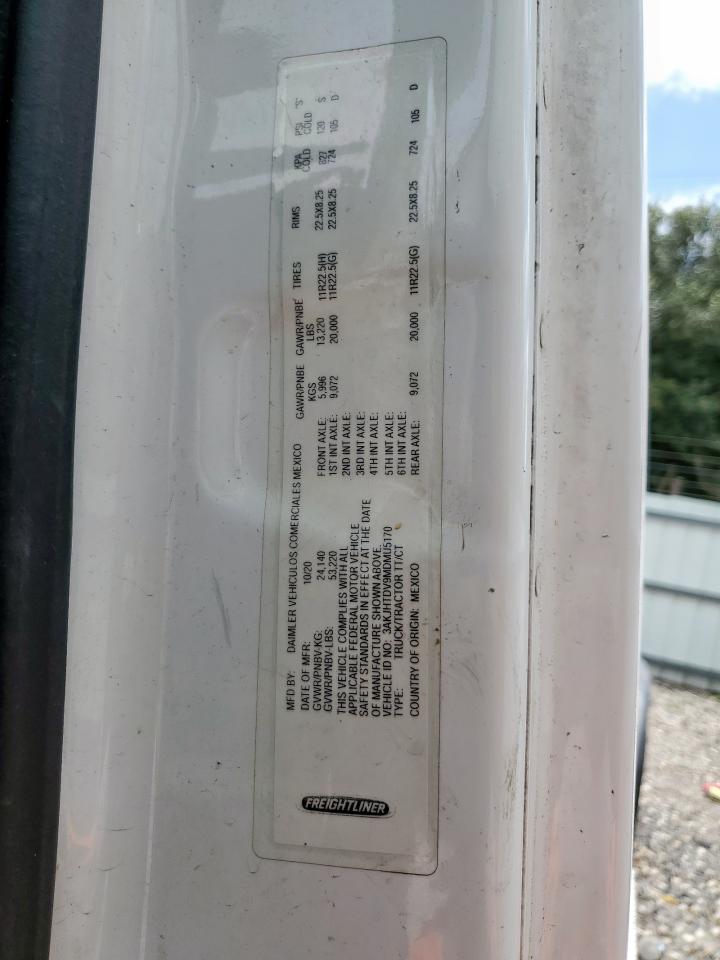 FREIGHTLINER
MFD BY: DAIMLER VEHICULOS COMERCIALES MEXICO
DATE OF MFR: 10/20
GVWR/PNBV-KG: 24,140
GVWR/PNBV-LBS: 53,220
THIS VEHICLE COMPLIES WITH ALL
APPLICABLE FEDERAL MOTOR VEHICLE
SAFETY STANDARDS IN EFFECT AT THE DATE
OF MANUFACTURE SHOWN ABOVE.
VEHICLE ID NO: 3AKJHTDV9MDMU5170
TYPE: TRUCK/TRACTOR TT/CT
COUNTRY OF ORIGIN: MEXICO
GAWR/PNBE GAWR/PNBE TIRES RIMS KPA PSI "S"
KGS LBS COLD COLD
FRONT AXLE: 5,996 13,220 11R22.5(H) 22.5X8.25 827 120 S
1ST INT AXLE: 9,072 20,000 11R22.5(G) 22.5X8.25 724 105 D
2ND INT AXLE:
3RD INT AXLE:
4TH INT AXLE:
5TH INT AXLE:
6TH INT AXLE:
REAR AXLE: 9,072 20,000 11R22.5(G) 22.5X8.25 724 105 D